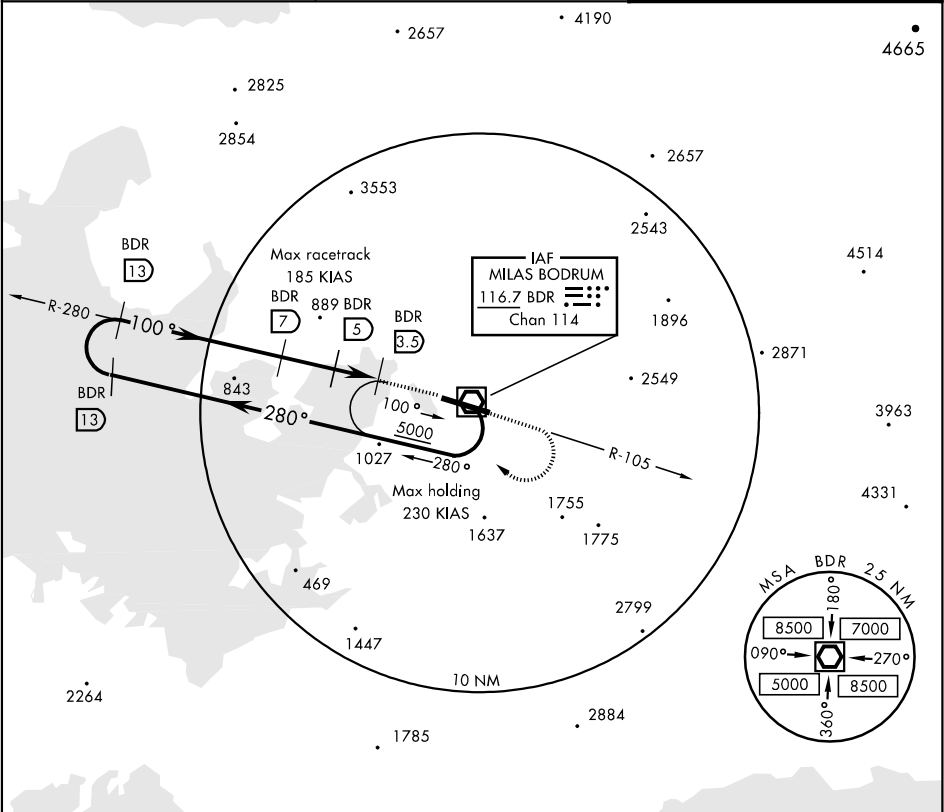 4190
2657
4665
2825
2854
2657
3553
2543
BDR
13
Max racetrack
185 KIAS
IAF
MILAS BODRUM
116.7 BDR
Chan 114
4514
R-280
100°
BDR
7
889
BDR
5
BDR
3.5
1896
2871
843
2549
BDR
13
280°
100°
5000
3963
1027
280°
R-105
Max holding
230 KIAS
1755
4331
1637
1775
469
MSA BDR 25 NM
180°
2799
8500
7000
1447
090°
270°
10 NM
5000
8500
2264
360°
2884
1785